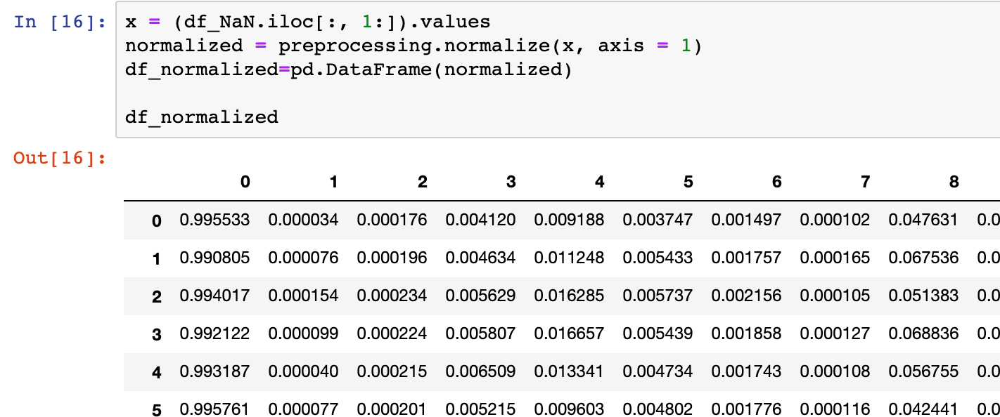 In [16]: x = (df_NaN.iloc[:, 1:]).values
normalized = preprocessing.normalize(x, axis = 1)
df_normalized=pd.DataFrame(normalized)
df_normalized
Out[16]:
0 1 2 3 4 5 6 7 8
0 0.995533 0.000034 0.000176 0.004120 0.009188 0.003747 0.001497 0.000102 0.047631 0.0
1 0.990805 0.000076 0.000196 0.004634 0.011248 0.005433 0.001757 0.000165 0.067536 0.0
2 0.994017 0.000154 0.000234 0.005629 0.016285 0.005737 0.002156 0.000105 0.051383 0.0
3 0.992122 0.000099 0.000224 0.005807 0.016657 0.005439 0.001858 0.000127 0.068836 0.0
4 0.993187 0.000040 0.000215 0.006509 0.013341 0.004734 0.001743 0.000108 0.056755 0.0
5 0.995761 0.000077 0.000201 0.005215 0.009603 0.004802 0.001776 0.000116 0.042441 0.0